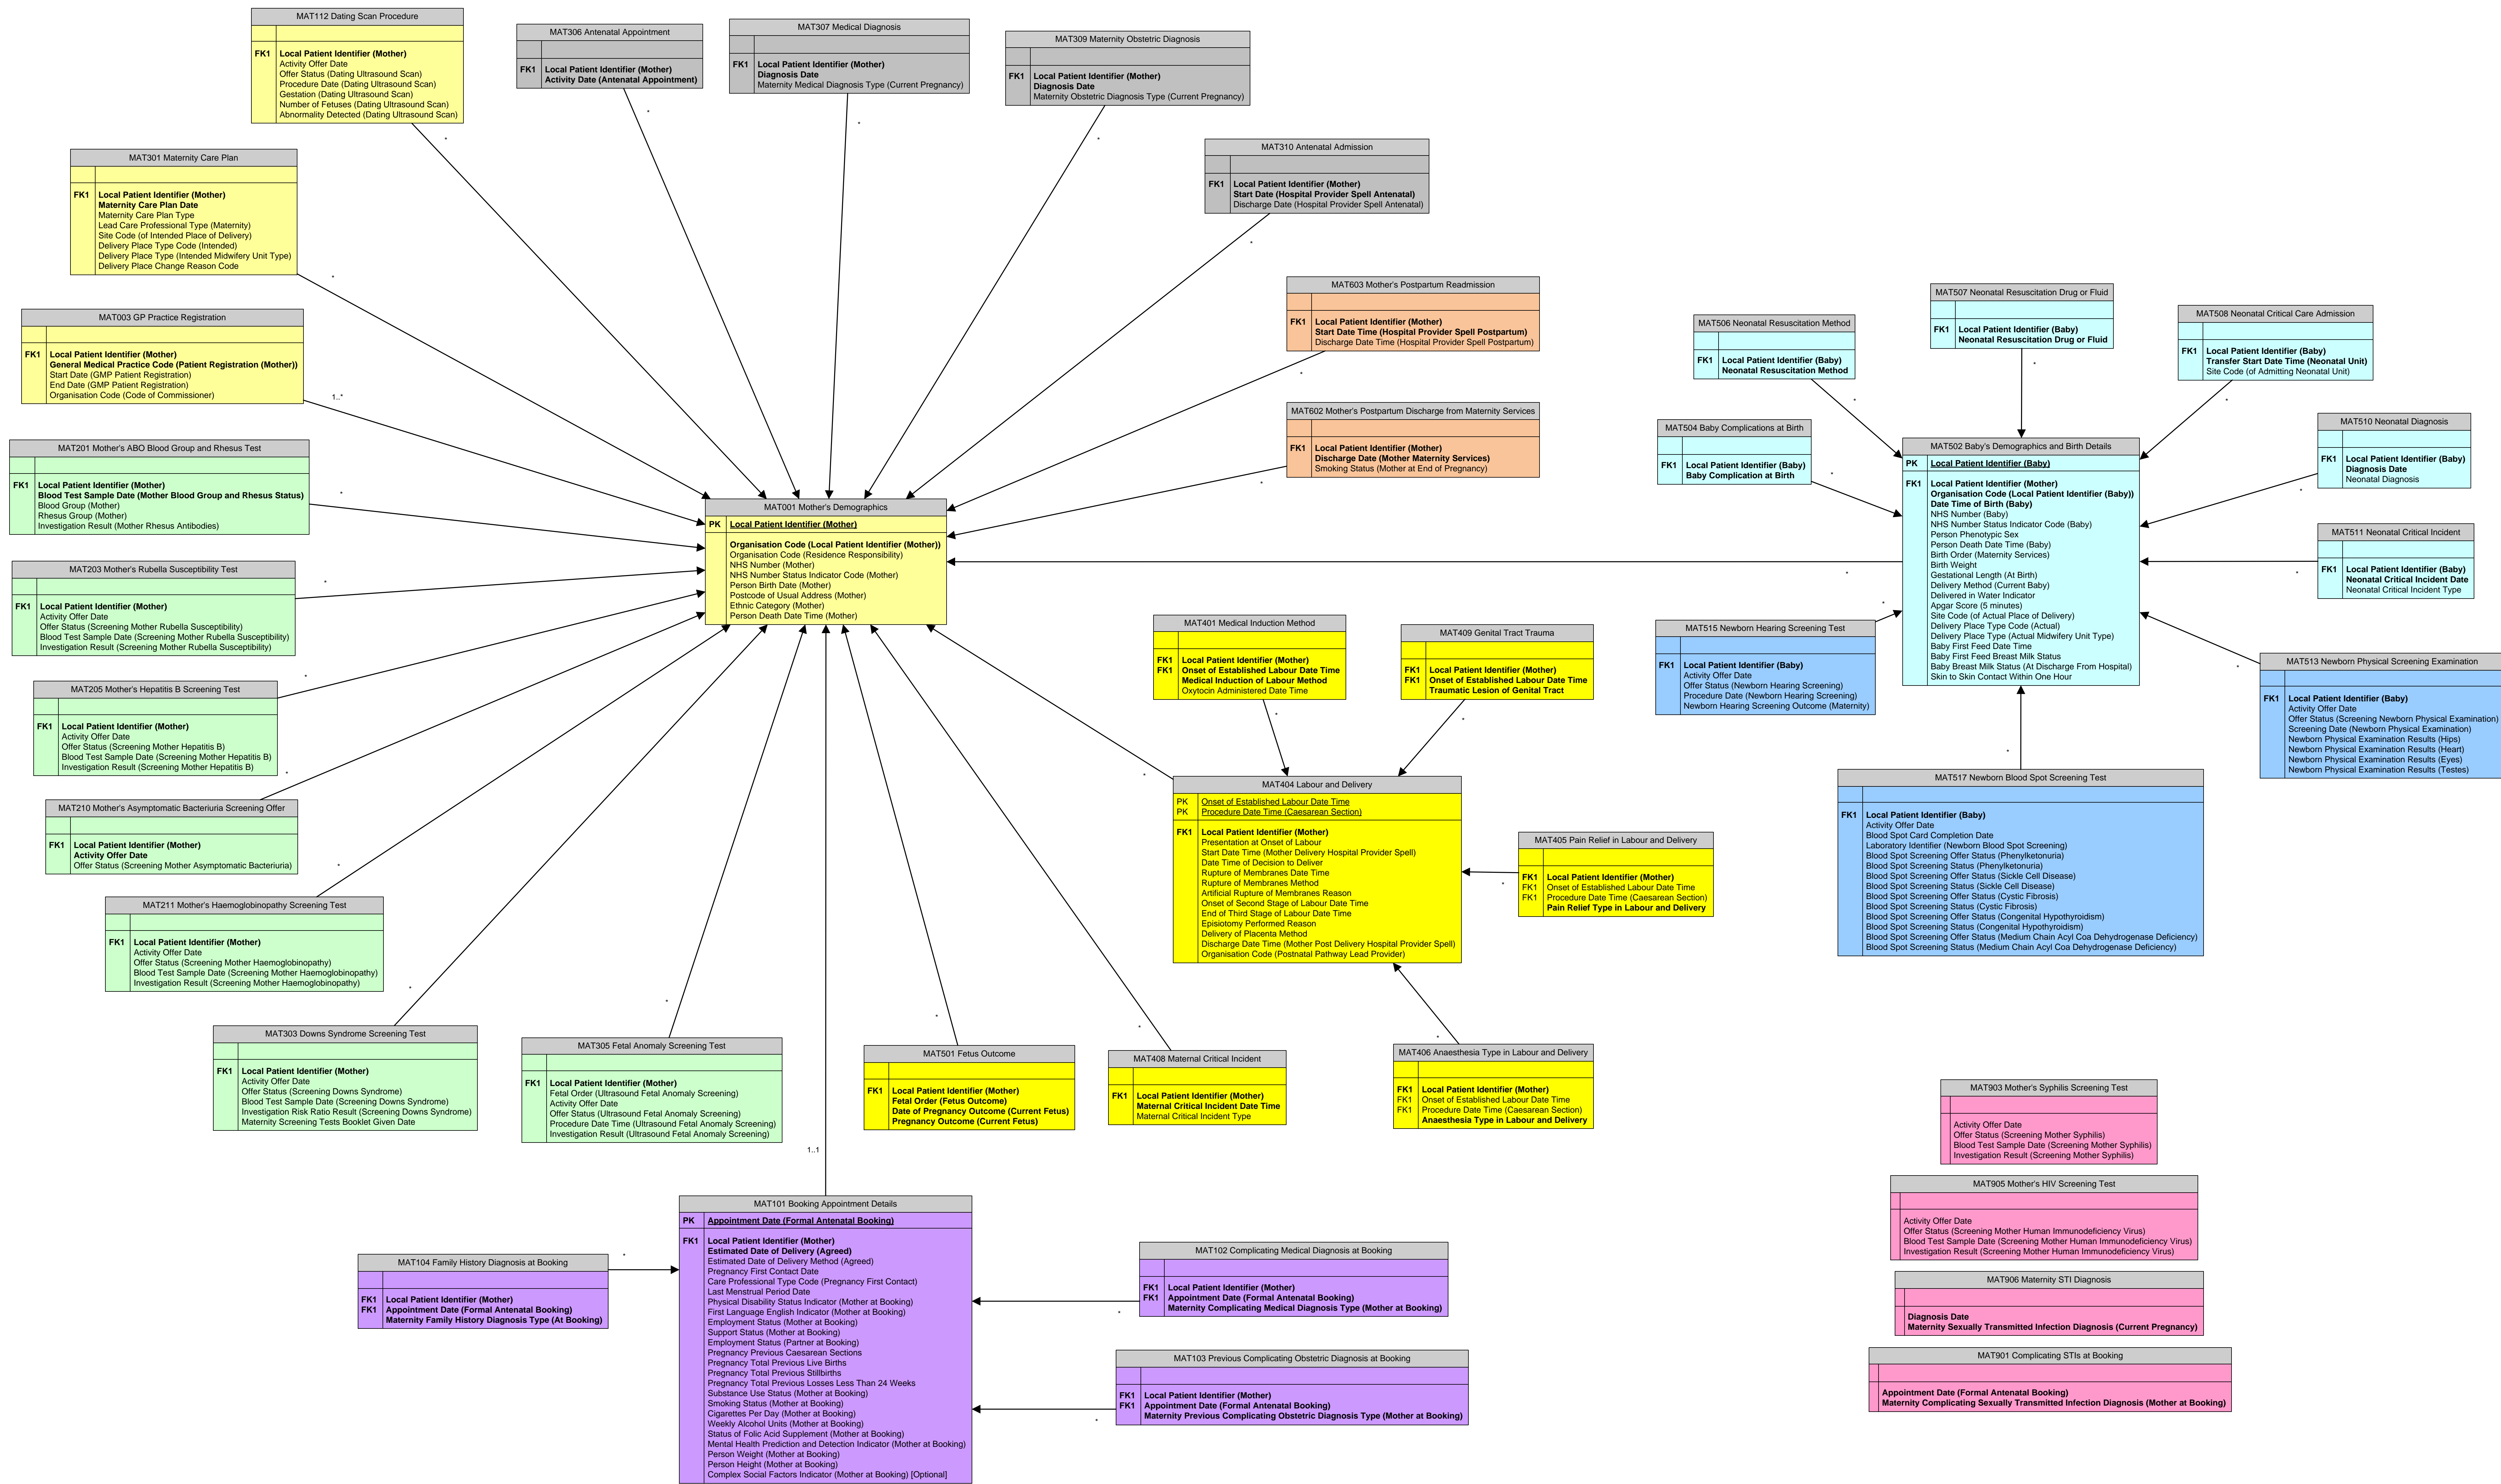 MAT112 Dating Scan Procedure
FK1 Local Patient Identifier (Mother)
Activity Offer Date
Offer Status (Dating Ultrasound Scan)
Procedure Date (Dating Ultrasound Scan)
Gestation (Dating Ultrasound Scan)
Number of Fetuses (Dating Ultrasound Scan)
Abnormality Detected (Dating Ultrasound Scan)
*
MAT306 Antenatal Appointment
FK1 Local Patient Identifier (Mother)
Activity Date (Antenatal Appointment)
*
MAT307 Medical Diagnosis
FK1 Local Patient Identifier (Mother)
Diagnosis Date
Maternity Medical Diagnosis Type (Current Pregnancy)
*
MAT309 Maternity Obstetric Diagnosis
FK1 Local Patient Identifier (Mother)
Diagnosis Date
Maternity Obstetric Diagnosis Type (Current Pregnancy)
*
MAT310 Antenatal Admission
FK1 Local Patient Identifier (Mother)
Start Date (Hospital Provider Spell Antenatal)
Discharge Date (Hospital Provider Spell Antenatal)
*
MAT301 Maternity Care Plan
FK1 Local Patient Identifier (Mother)
Maternity Care Plan Date
Maternity Care Plan Type
Lead Care Professional Type (Maternity)
Site Code (of Intended Place of Delivery)
Delivery Place Type Code (Intended)
Delivery Place Type (Intended Midwifery Unit Type)
Delivery Place Change Reason Code
*
MAT003 GP Practice Registration
FK1 Local Patient Identifier (Mother)
General Medical Practice Code (Patient Registration (Mother))
Start Date (GMP Patient Registration)
End Date (GMP Patient Registration)
Organisation Code (Code of Commissioner)
1..*
MAT603 Mother's Postpartum Readmission
FK1 Local Patient Identifier (Mother)
Start Date Time (Hospital Provider Spell Postpartum)
Discharge Date Time (Hospital Provider Spell Postpartum)
*
MAT602 Mother's Postpartum Discharge from Maternity Services
FK1 Local Patient Identifier (Mother)
Discharge Date (Mother Maternity Services)
Smoking Status (Mother at End of Pregnancy)
*
MAT506 Neonatal Resuscitation Method
FK1 Local Patient Identifier (Baby)
Neonatal Resuscitation Method
*
MAT507 Neonatal Resuscitation Drug or Fluid
FK1 Local Patient Identifier (Baby)
Neonatal Resuscitation Drug or Fluid
*
MAT508 Neonatal Critical Care Admission
FK1 Local Patient Identifier (Baby)
Transfer Start Date Time (Neonatal Unit)
Site Code (of Admitting Neonatal Unit)
*
MAT504 Baby Complications at Birth
FK1 Local Patient Identifier (Baby)
Baby Complication at Birth
*
MAT510 Neonatal Diagnosis
FK1 Local Patient Identifier (Baby)
Diagnosis Date
Neonatal Diagnosis
*
MAT511 Neonatal Critical Incident
FK1 Local Patient Identifier (Baby)
Neonatal Critical Incident Date
Neonatal Critical Incident Type
*
MAT502 Baby's Demographics and Birth Details
PK Local Patient Identifier (Baby)
FK1 Local Patient Identifier (Mother)
Organisation Code (Local Patient Identifier (Baby))
Date Time of Birth (Baby)
NHS Number (Baby)
NHS Number Status Indicator Code (Baby)
Person Phenotypic Sex
Person Death Date Time (Baby)
Birth Order (Maternity Services)
Birth Weight
Gestational Length (At Birth)
Delivery Method (Current Baby)
Delivered in Water Indicator
Apgar Score (5 minutes)
Site Code (of Actual Place of Delivery)
Delivery Place Type Code (Actual)
Delivery Place Type (Actual Midwifery Unit Type)
Baby First Feed Date Time
Baby First Feed Breast Milk Status
Baby Breast Milk Status (At Discharge From Hospital)
Skin to Skin Contact Within One Hour
*
MAT201 Mother's ABO Blood Group and Rhesus Test
FK1 Local Patient Identifier (Mother)
Blood Test Sample Date (Mother Blood Group and Rhesus Status)
Blood Group (Mother)
Rhesus Group (Mother)
Investigation Result (Mother Rhesus Antibodies)
*
MAT001 Mother's Demographics
PK Local Patient Identifier (Mother)
Organisation Code (Local Patient Identifier (Mother))
Organisation Code (Residence Responsibility)
NHS Number (Mother)
NHS Number Status Indicator Code (Mother)
Person Birth Date (Mother)
Postcode of Usual Address (Mother)
Ethnic Category (Mother)
Person Death Date Time (Mother)
MAT203 Mother's Rubella Susceptibility Test
FK1 Local Patient Identifier (Mother)
Activity Offer Date
Offer Status (Screening Mother Rubella Susceptibility)
Blood Test Sample Date (Screening Mother Rubella Susceptibility)
Investigation Result (Screening Mother Rubella Susceptibility)
*
MAT205 Mother's Hepatitis B Screening Test
FK1 Local Patient Identifier (Mother)
Activity Offer Date
Offer Status (Screening Mother Hepatitis B)
Blood Test Sample Date (Screening Mother Hepatitis B)
Investigation Result (Screening Mother Hepatitis B)
*
MAT401 Medical Induction Method
FK1 Local Patient Identifier (Mother)
FK1 Onset of Established Labour Date Time
Medical Induction of Labour Method
Oxytocin Administered Date Time
*
MAT409 Genital Tract Trauma
FK1 Local Patient Identifier (Mother)
FK1 Onset of Established Labour Date Time
Traumatic Lesion of Genital Tract
*
MAT515 Newborn Hearing Screening Test
FK1 Local Patient Identifier (Baby)
Activity Offer Date
Offer Status (Newborn Hearing Screening)
Procedure Date (Newborn Hearing Screening)
Newborn Hearing Screening Outcome (Maternity)
*
MAT513 Newborn Physical Screening Examination
FK1 Local Patient Identifier (Baby)
Activity Offer Date
Offer Status (Screening Newborn Physical Examination)
Screening Date (Newborn Physical Examination)
Newborn Physical Examination Results (Hips)
Newborn Physical Examination Results (Heart)
Newborn Physical Examination Results (Eyes)
Newborn Physical Examination Results (Testes)
*
MAT210 Mother's Asymptomatic Bacteriuria Screening Offer
FK1 Local Patient Identifier (Mother)
Activity Offer Date
Offer Status (Screening Mother Asymptomatic Bacteriuria)
*
MAT404 Labour and Delivery
PK Onset of Established Labour Date Time
PK Procedure Date Time (Caesarean Section)
FK1 Local Patient Identifier (Mother)
Presentation at Onset of Labour
Start Date Time (Mother Delivery Hospital Provider Spell)
Date Time of Decision to Deliver
Rupture of Membranes Date Time
Rupture of Membranes Method
Artificial Rupture of Membranes Reason
Onset of Second Stage of Labour Date Time
End of Third Stage of Labour Date Time
Episiotomy Performed Reason
Delivery of Placenta Method
Discharge Date Time (Mother Post Delivery Hospital Provider Spell)
Organisation Code (Postnatal Pathway Lead Provider)
*
MAT405 Pain Relief in Labour and Delivery
FK1 Local Patient Identifier (Mother)
FK1 Onset of Established Labour Date Time
FK1 Procedure Date Time (Caesarean Section)
Pain Relief Type in Labour and Delivery
*
MAT517 Newborn Blood Spot Screening Test
FK1 Local Patient Identifier (Baby)
Activity Offer Date
Blood Spot Card Completion Date
Laboratory Identifier (Newborn Blood Spot Screening)
Blood Spot Screening Offer Status (Phenylketonuria)
Blood Spot Screening Status (Phenylketonuria)
Blood Spot Screening Offer Status (Sickle Cell Disease)
Blood Spot Screening Status (Sickle Cell Disease)
Blood Spot Screening Offer Status (Cystic Fibrosis)
Blood Spot Screening Status (Cystic Fibrosis)
Blood Spot Screening Offer Status (Congenital Hypothyroidism)
Blood Spot Screening Status (Congenital Hypothyroidism)
Blood Spot Screening Offer Status (Medium Chain Acyl Coa Dehydrogenase Deficiency)
Blood Spot Screening Status (Medium Chain Acyl Coa Dehydrogenase Deficiency)
*
MAT211 Mother's Haemoglobinopathy Screening Test
FK1 Local Patient Identifier (Mother)
Activity Offer Date
Offer Status (Screening Mother Haemoglobinopathy)
Blood Test Sample Date (Screening Mother Haemoglobinopathy)
Investigation Result (Screening Mother Haemoglobinopathy)
*
MAT303 Downs Syndrome Screening Test
FK1 Local Patient Identifier (Mother)
Activity Offer Date
Offer Status (Screening Downs Syndrome)
Blood Test Sample Date (Screening Downs Syndrome)
Investigation Risk Ratio Result (Screening Downs Syndrome)
Maternity Screening Tests Booklet Given Date
*
MAT305 Fetal Anomaly Screening Test
FK1 Local Patient Identifier (Mother)
Fetal Order (Ultrasound Fetal Anomaly Screening)
Activity Offer Date
Offer Status (Ultrasound Fetal Anomaly Screening)
Procedure Date Time (Ultrasound Fetal Anomaly Screening)
Investigation Result (Ultrasound Fetal Anomaly Screening)
*
MAT501 Fetus Outcome
FK1 Local Patient Identifier (Mother)
Fetal Order (Fetus Outcome)
Date of Pregnancy Outcome (Current Fetus)
Pregnancy Outcome (Current Fetus)
*
MAT408 Maternal Critical Incident
FK1 Local Patient Identifier (Mother)
Maternal Critical Incident Date Time
Maternal Critical Incident Type
*
MAT406 Anaesthesia Type in Labour and Delivery
FK1 Local Patient Identifier (Mother)
FK1 Onset of Established Labour Date Time
FK1 Procedure Date Time (Caesarean Section)
Anaesthesia Type in Labour and Delivery
*
MAT903 Mother's Syphilis Screening Test
Activity Offer Date
Offer Status (Screening Mother Syphilis)
Blood Test Sample Date (Screening Mother Syphilis)
Investigation Result (Screening Mother Syphilis)
MAT905 Mother's HIV Screening Test
Activity Offer Date
Offer Status (Screening Mother Human Immunodeficiency Virus)
Blood Test Sample Date (Screening Mother Human Immunodeficiency Virus)
Investigation Result (Screening Mother Human Immunodeficiency Virus)
MAT906 Maternity STI Diagnosis
Diagnosis Date
Maternity Sexually Transmitted Infection Diagnosis (Current Pregnancy)
MAT901 Complicating STIs at Booking
Appointment Date (Formal Antenatal Booking)
Maternity Complicating Sexually Transmitted Infection Diagnosis (Mother at Booking)
1..1
MAT101 Booking Appointment Details
PK Appointment Date (Formal Antenatal Booking)
FK1 Local Patient Identifier (Mother)
Estimated Date of Delivery (Agreed)
Estimated Date of Delivery Method (Agreed)
Pregnancy First Contact Date
Care Professional Type Code (Pregnancy First Contact)
Last Menstrual Period Date
Physical Disability Status Indicator (Mother at Booking)
First Language English Indicator (Mother at Booking)
Employment Status (Mother at Booking)
Support Status (Mother at Booking)
Employment Status (Partner at Booking)
Pregnancy Previous Caesarean Sections
Pregnancy Total Previous Live Births
Pregnancy Total Previous Stillbirths
Pregnancy Total Previous Losses Less Than 24 Weeks
Substance Use Status (Mother at Booking)
Smoking Status (Mother at Booking)
Cigarettes Per Day (Mother at Booking)
Weekly Alcohol Units (Mother at Booking)
Status of Folic Acid Supplement (Mother at Booking)
Mental Health Prediction and Detection Indicator (Mother at Booking)
Person Weight (Mother at Booking)
Person Height (Mother at Booking)
Complex Social Factors Indicator (Mother at Booking) [Optional]
MAT104 Family History Diagnosis at Booking
FK1 Local Patient Identifier (Mother)
FK1 Appointment Date (Formal Antenatal Booking)
Maternity Family History Diagnosis Type (At Booking)
*
MAT102 Complicating Medical Diagnosis at Booking
FK1 Local Patient Identifier (Mother)
FK1 Appointment Date (Formal Antenatal Booking)
Maternity Complicating Medical Diagnosis Type (Mother at Booking)
*
MAT103 Previous Complicating Obstetric Diagnosis at Booking
FK1 Local Patient Identifier (Mother)
FK1 Appointment Date (Formal Antenatal Booking)
Maternity Previous Complicating Obstetric Diagnosis Type (Mother at Booking)
*